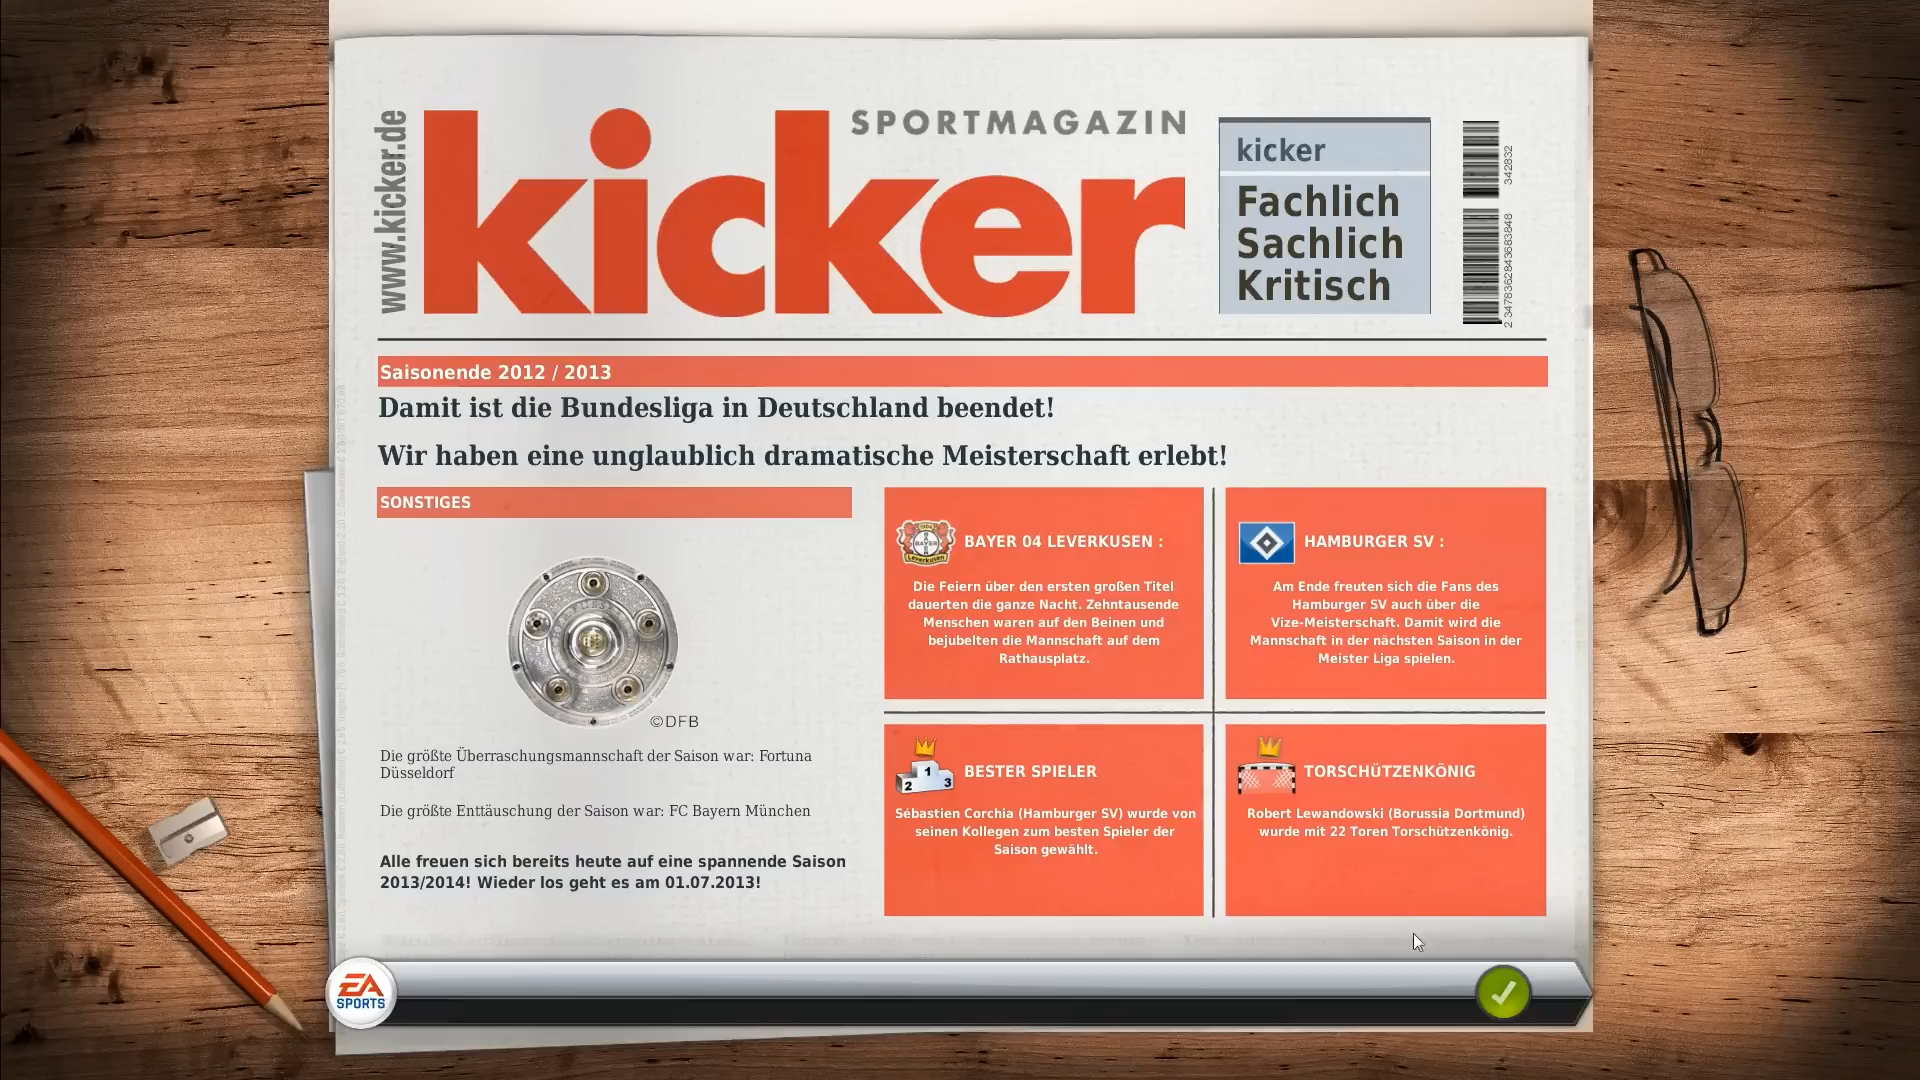 www.kicker.de
kicker
SPORTMAGAZIN
kicker
Fachlich
Sachlich
Kritisch
342832
Saisonende 2012 / 2013
Damit ist die Bundesliga in Deutschland beendet!
Wir haben eine unglaublich dramatische Meisterschaft erlebt!
SONSTIGES
©DFB
Die größte Überraschungsmannschaft der Saison war: Fortuna
Düsseldorf
Die größte Enttäuschung der Saison war: FC Bayern München
Alle freuen sich bereits heute auf eine spannende Saison
2013/2014! Wieder los geht es am 01.07.2013!
BAYER 04 LEVERKUSEN :
Die Feiern über den ersten großen Titel
dauerten die ganze Nacht. Zehntausende
Menschen waren auf den Beinen und
bejubelten die Mannschaft auf dem
Rathausplatz.
HAMBURGER SV :
Am Ende freuten sich die Fans des
Hamburger SV auch über die
Vize-Meisterschaft. Damit wird die
Mannschaft in der nächsten Saison in der
Meister Liga spielen.
1
2
3
BESTER SPIELER
Sébastien Corchia (Hamburger SV) wurde von
seinen Kollegen zum besten Spieler der
Saison gewählt.
TORSCHÜTZENKÖNIG
Robert Lewandowski (Borussia Dortmund)
wurde mit 22 Toren Torschützenkönig.
EA
SPORTS